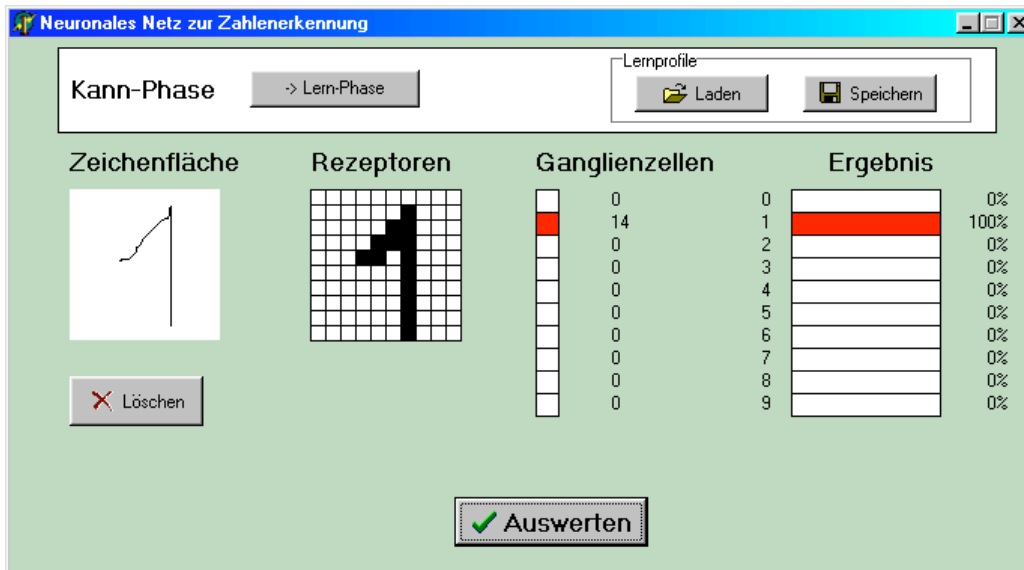 Neuronales Netz zur Zahlenerkennung
Kann-Phase
-> Lern-Phase
Lernprofile
Laden
Speichern
Zeichenfläche
Rezeptoren
Ganglienzellen
Ergebnis
0 0 0%
14 1 100%
0 2 0%
0 3 0%
0 4 0%
0 5 0%
0 6 0%
0 7 0%
0 8 0%
0 9 0%
Löschen
Auswerten